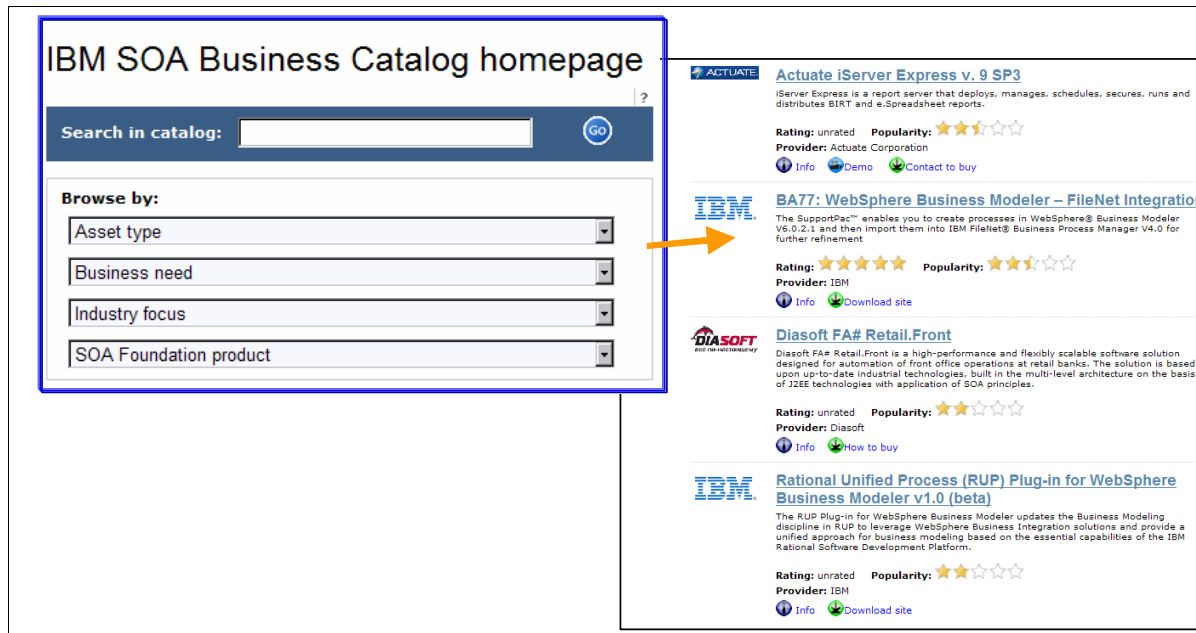 IBM SOA Business Catalog homepage
?
Search in catalog:
GO
Browse by:
Asset type
Business need
Industry focus
SOA Foundation product
ACTUATE.
Actuate iServer Express v. 9 SP3
iServer Express is a report server that deploys, manages, schedules, secures, runs and
distributes BIRT and e.Spreadsheet reports.
Rating: unrated Popularity:
Provider: Actuate Corporation
Info Demo Contact to buy
IBM.
BA77: WebSphere Business Modeler – FileNet Integration
The SupportPac™ enables you to create processes in WebSphere® Business Modeler
V6.0.2.1 and then import them into IBM FileNet® Business Process Manager V4.0 for
further refinement
Rating: Popularity:
Provider: IBM
Info Download site
DIASOFT
всё по-настоящему
Diasoft FA# Retail.Front
Diasoft FA# Retail.Front is a high-performance and flexibly scalable software solution
designed for automation of front office operations at retail banks. The solution is based
upon up-to-date industrial technologies, built in the multi-level architecture on the basis
of J2EE technologies with application of SOA principles.
Rating: unrated Popularity:
Provider: Diasoft
Info How to buy
IBM.
Rational Unified Process (RUP) Plug-in for WebSphere
Business Modeler v1.0 (beta)
The RUP Plug-in for WebSphere Business Modeler updates the Business Modeling
discipline in RUP to leverage WebSphere Business Integration solutions and provide a
unified approach for business modeling based on the essential capabilities of the IBM
Rational Software Development Platform.
Rating: unrated Popularity:
Provider: IBM
Info Download site